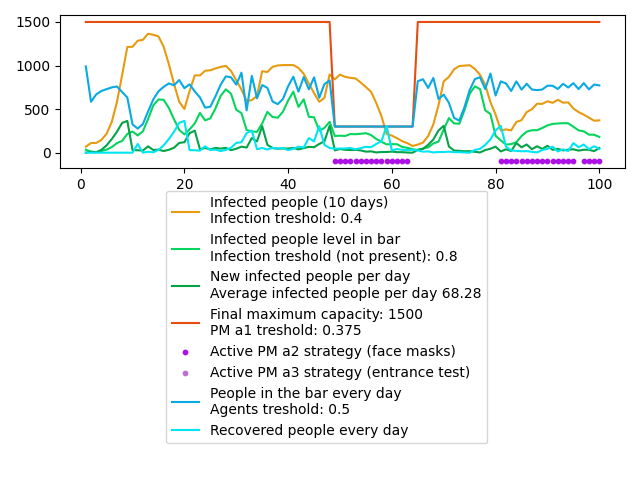 1500
1000
500
0
0
20
40
60
80
100
Infected people (10 days)
Infection treshold: 0.4
Infected people level in bar
Infection treshold (not present): 0.8
New infected people per day
Average infected people per day 68.28
Final maximum capacity: 1500
PM a1 treshold: 0.375
Active PM a2 strategy (face masks)
Active PM a3 strategy (entrance test)
People in the bar every day
Agents treshold: 0.5
Recovered people every day